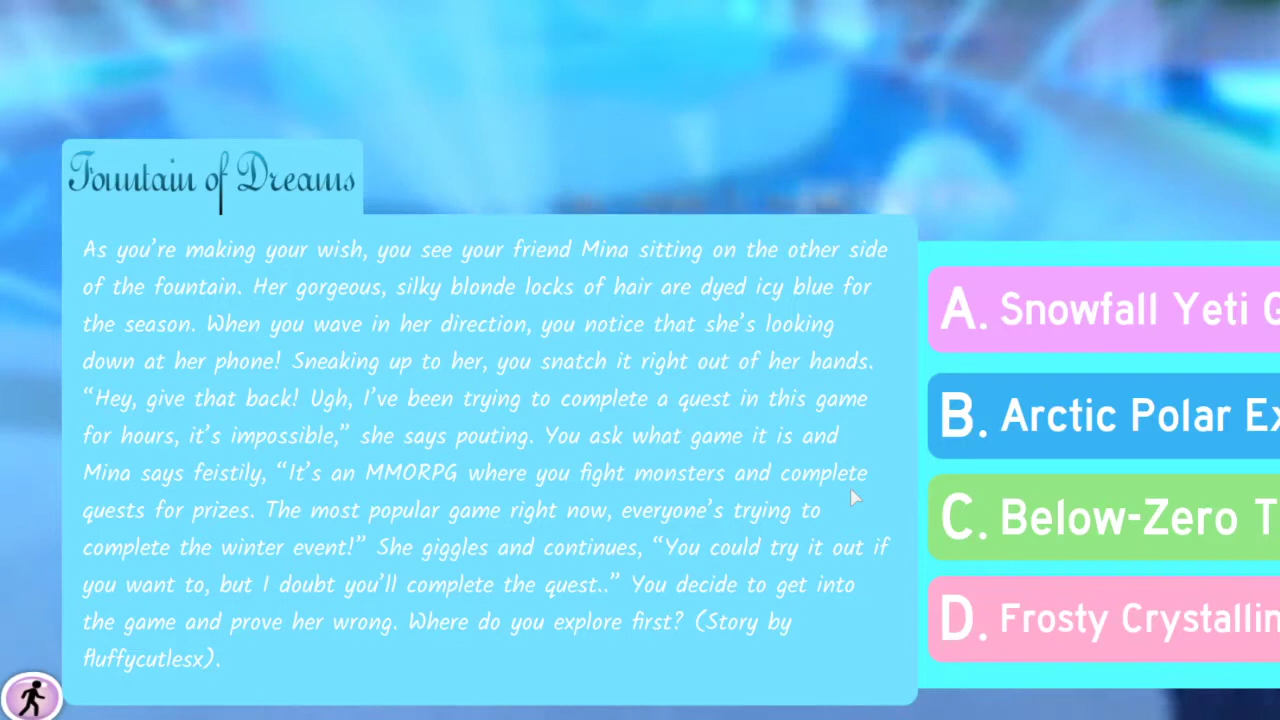 Fountain of Dreams
As you're making your wish, you see your friend Mina sitting on the other side
of the fountain. Her gorgeous, silky blonde locks of hair are dyed icy blue for
the season. When you wave in her direction, you notice that she's looking
down at her phone! Sneaking up to her, you snatch it right out of her hands.
“Hey, give that back! Ugh, I've been trying to complete a quest in this game
for hours, it's impossible,” she says pouting. You ask what game it is and
Mina says feistily, “It's an MMORPG where you fight monsters and complete
quests for prizes. The most popular game right now, everyone's trying to
complete the winter event!” She giggles and continues, “You could try it out if
you want to, but I doubt you'll complete the quest..” You decide to get into
the game and prove her wrong. Where do you explore first? (Story by
fluffycutlesx).
A. Snowfall Yeti
B. Arctic Polar
C. Below-Zero
D. Frosty